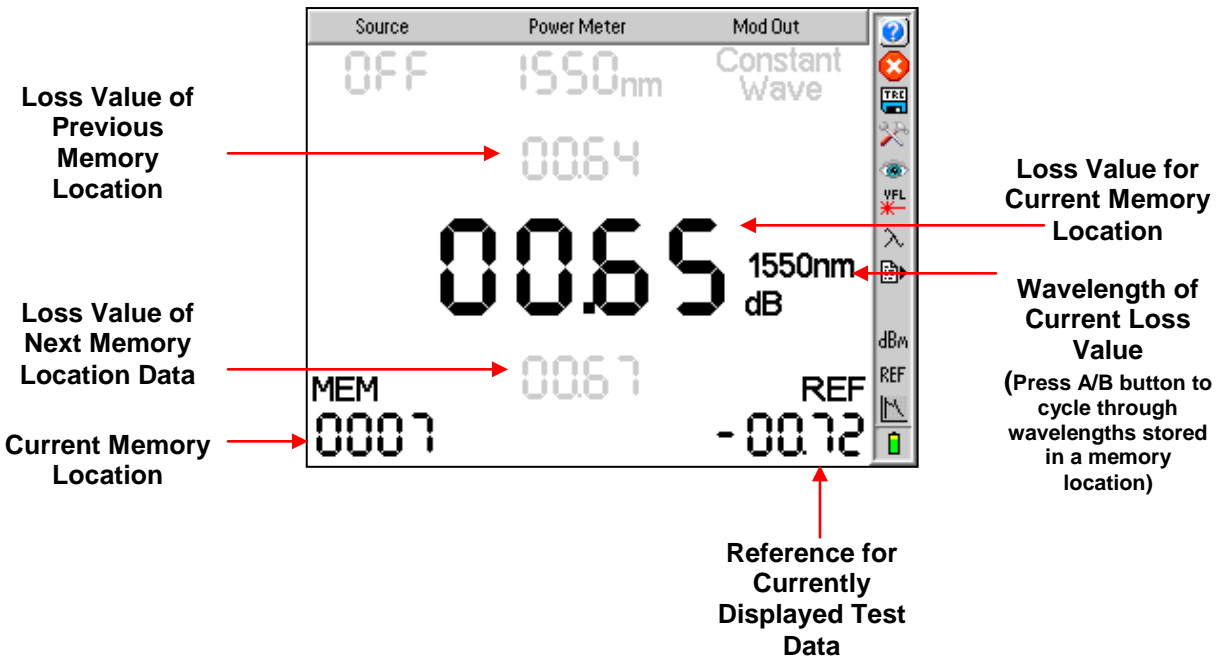 Source Power Meter Mod Out
OFF 1550nm Constant
Wave
TRC
Loss Value of
Previous
Memory
Location
00.64
Loss Value for
Current Memory
Location
VFL
λ
00.65
1550nm
dB
Wavelength of
Current Loss
Value
(Press A/B button to
cycle through
wavelengths stored
in a memory
location)
Loss Value of
Next Memory
Location Data
00.67
dBm
REF
MEM
0007
REF
-00.72
Current Memory
Location
Reference for
Currently
Displayed Test
Data